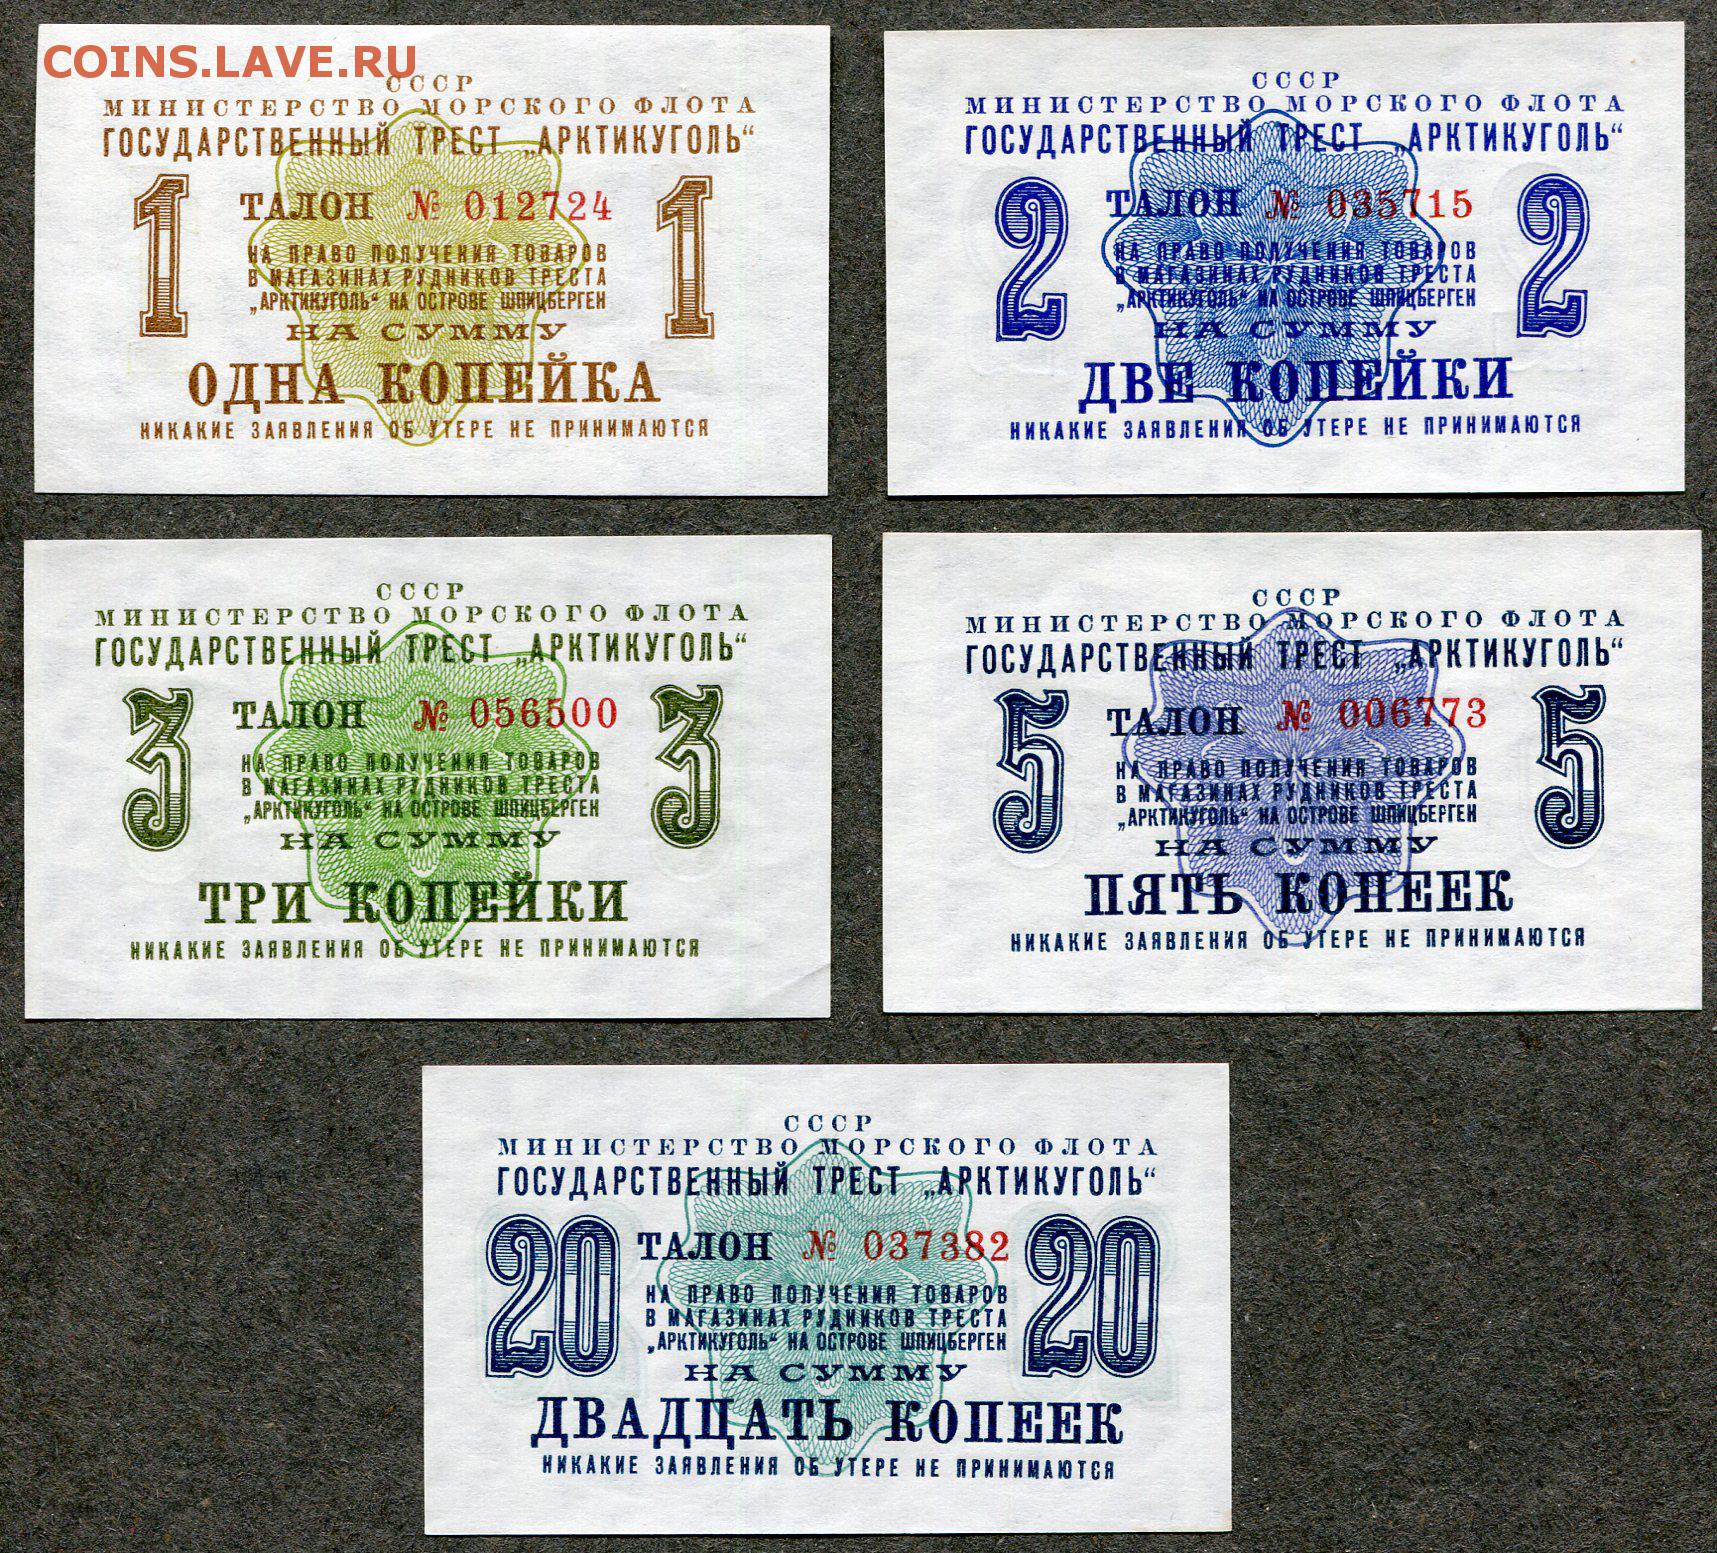 COINS.LAVE.RU
СССР
МИНИСТЕРСТВО МОРСКОГО ФЛОТА
ГОСУДАРСТВЕННЫЙ ТРЕСТ „АРКТИКУГОЛЬ“
1 ТАЛОН № 012724 1
НА ПРАВО ПОЛУЧЕНИЯ ТОВАРОВ
В МАГАЗИНАХ РУДНИКОВ ТРЕСТА
„АРКТИКУГОЛЬ“ НА ОСТРОВЕ ШПИЦБЕРГЕН
НА СУММУ
ОДНА КОПЕЙКА
НИКАКИЕ ЗАЯВЛЕНИЯ ОБ УТЕРЕ НЕ ПРИНИМАЮТСЯ
СССР
МИНИСТЕРСТВО МОРСКОГО ФЛОТА
ГОСУДАРСТВЕННЫЙ ТРЕСТ „АРКТИКУГОЛЬ“
2 ТАЛОН № 035715 2
НА ПРАВО ПОЛУЧЕНИЯ ТОВАРОВ
В МАГАЗИНАХ РУДНИКОВ ТРЕСТА
„АРКТИКУГОЛЬ“ НА ОСТРОВЕ ШПИЦБЕРГЕН
НА СУММУ
ДВЕ КОПЕЙКИ
НИКАКИЕ ЗАЯВЛЕНИЯ ОБ УТЕРЕ НЕ ПРИНИМАЮТСЯ
СССР
МИНИСТЕРСТВО МОРСКОГО ФЛОТА
ГОСУДАРСТВЕННЫЙ ТРЕСТ „АРКТИКУГОЛЬ“
3 ТАЛОН № 056500 3
НА ПРАВО ПОЛУЧЕНИЯ ТОВАРОВ
В МАГАЗИНАХ РУДНИКОВ ТРЕСТА
„АРКТИКУГОЛЬ“ НА ОСТРОВЕ ШПИЦБЕРГЕН
НА СУММУ
ТРИ КОПЕЙКИ
НИКАКИЕ ЗАЯВЛЕНИЯ ОБ УТЕРЕ НЕ ПРИНИМАЮТСЯ
СССР
МИНИСТЕРСТВО МОРСКОГО ФЛОТА
ГОСУДАРСТВЕННЫЙ ТРЕСТ „АРКТИКУГОЛЬ“
5 ТАЛОН № 006773 5
НА ПРАВО ПОЛУЧЕНИЯ ТОВАРОВ
В МАГАЗИНАХ РУДНИКОВ ТРЕСТА
„АРКТИКУГОЛЬ“ НА ОСТРОВЕ ШПИЦБЕРГЕН
НА СУММУ
ПЯТЬ КОПЕЕК
НИКАКИЕ ЗАЯВЛЕНИЯ ОБ УТЕРЕ НЕ ПРИНИМАЮТСЯ
СССР
МИНИСТЕРСТВО МОРСКОГО ФЛОТА
ГОСУДАРСТВЕННЫЙ ТРЕСТ „АРКТИКУГОЛЬ“
20 ТАЛОН № 037382 20
НА ПРАВО ПОЛУЧЕНИЯ ТОВАРОВ
В МАГАЗИНАХ РУДНИКОВ ТРЕСТА
„АРКТИКУГОЛЬ“ НА ОСТРОВЕ ШПИЦБЕРГЕН
НА СУММУ
ДВАДЦАТЬ КОПЕЕК
НИКАКИЕ ЗАЯВЛЕНИЯ ОБ УТЕРЕ НЕ ПРИНИМАЮТСЯ